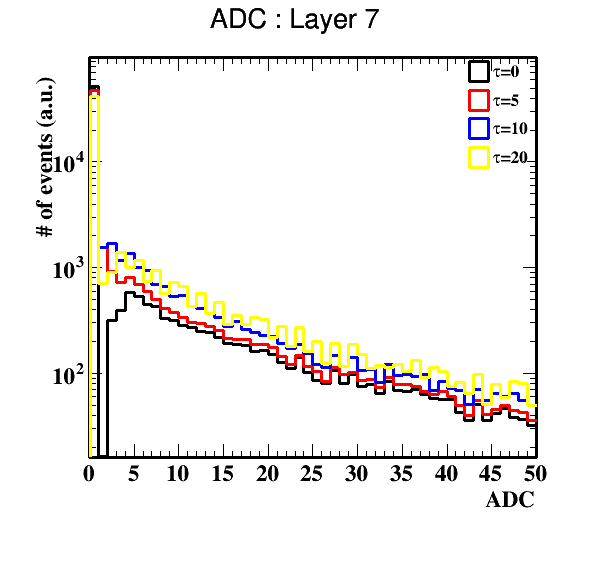 ADC : Layer 7
# of events (a.u.)
10^4
10^3
10^2
τ=0
τ=5
τ=10
τ=20
0 5 10 15 20 25 30 35 40 45 50
ADC